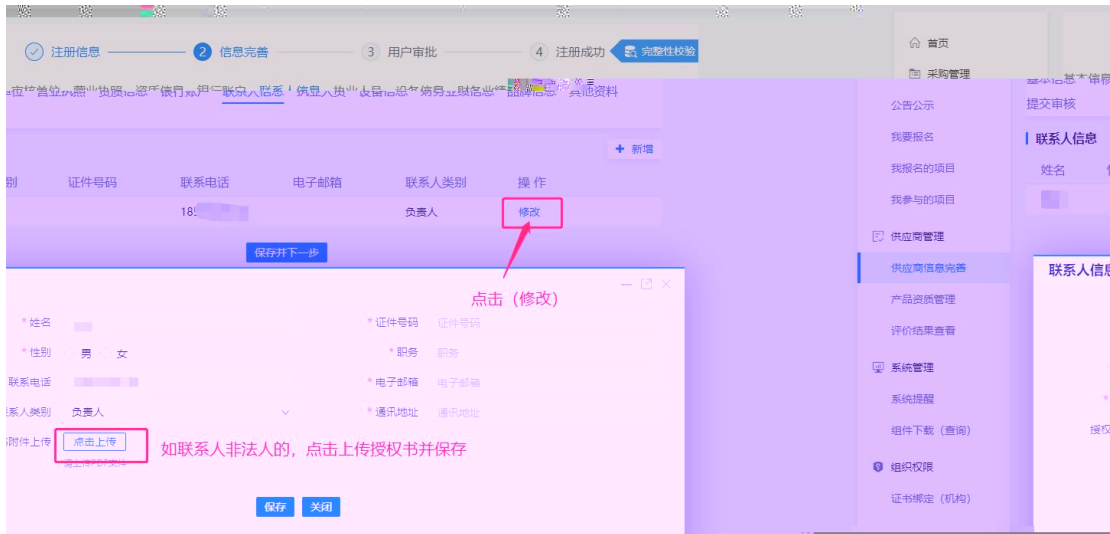 注册信息
2 信息完善
3 用户审批
4 注册成功
完整性校验
其他资料
+ 新增
别 证件号码 联系电话 电子邮箱 联系人类别 操 作
负责人 修改
保存并下一步
点击（修改）
* 姓名
* 证件号码 证件号码
* 性别 男 女
* 职务 职务
联系电话
* 电子邮箱 电子邮箱
系人类别 负责人
* 通讯地址 通讯地址
附件上传 点击上传
如联系人非法人的，点击上传授权书并保存
保存 关闭
首页
采购管理
公告公示
我要报名
我报名的项目
我参与的项目
供应商管理
供应商信息完善
产品资质管理
评价结果查看
系统管理
系统提醒
组件下载（查询）
组织权限
证书绑定（机构）
提交审核
联系人信息
姓名
联系人信息
*
授权